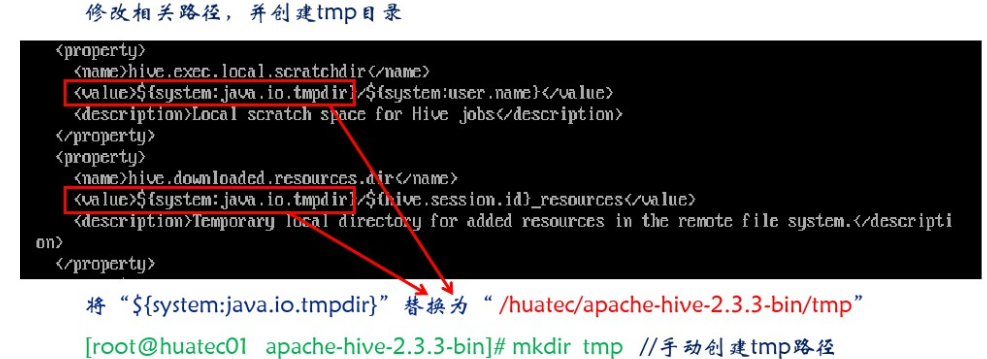 修改相关路径，并创建tmp目录
<property>
<name>hive.exec.local.scratchdir</name>
<value>${system:java.io.tmpdir}/${system:user.name}</value>
<description>Local scratch space for Hive jobs</description>
</property>
<property>
<name>hive.downloaded.resources.dir</name>
<value>${system:java.io.tmpdir}/${hive.session.id}_resources</value>
<description>Temporary local directory for added resources in the remote file system.</descripti
on>
</property>
将“${system:java.io.tmpdir}”替换为“/huatec/apache-hive-2.3.3-bin/tmp”
[root@huatec01 apache-hive-2.3.3-bin]# mkdir tmp //手动创建tmp路径